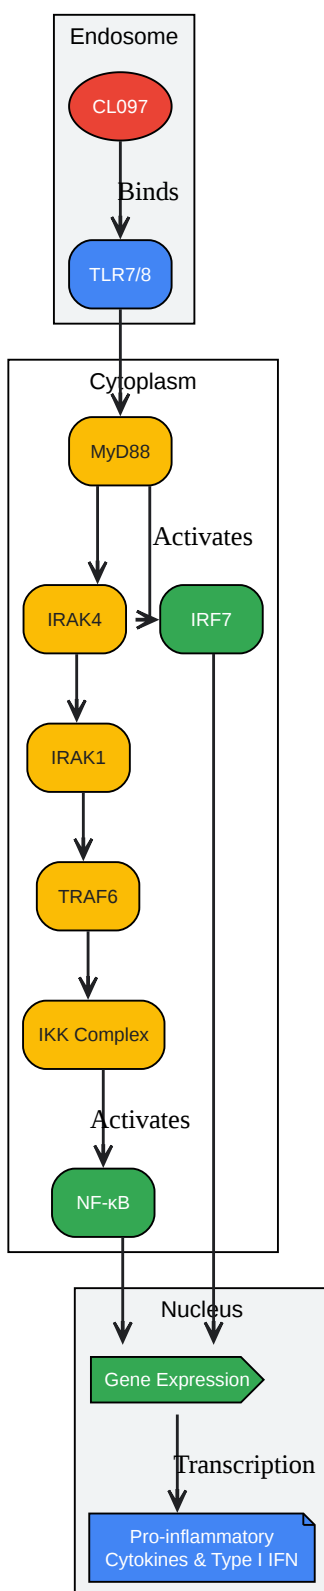 Endosome
CL097
Binds
TLR7/8
Cytoplasm
MyD88
Activates
IRAK4
IRF7
IRAK1
TRAF6
IKK Complex
Activates
NF-κB
Nucleus
Gene Expression
Transcription
Pro-inflammatory
Cytokines & Type I IFN